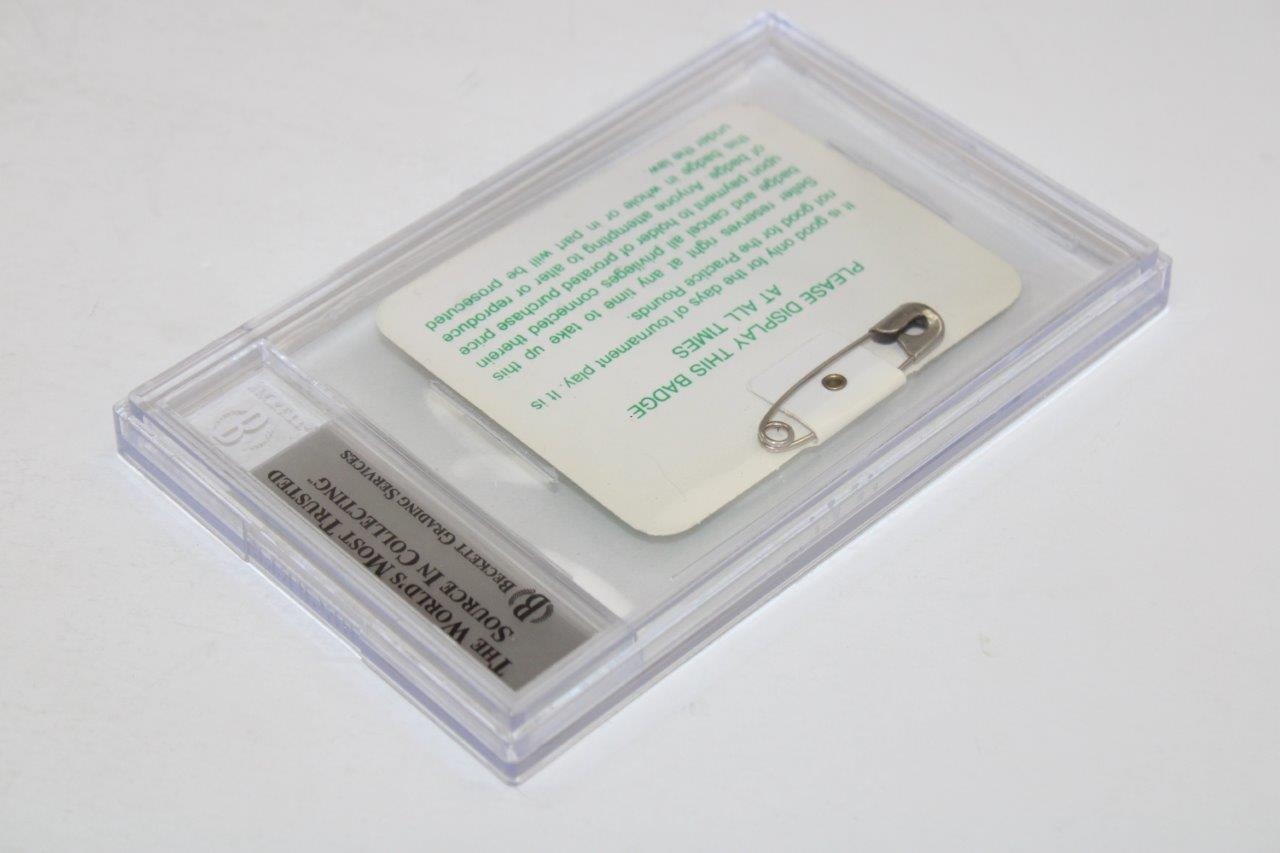 PLEASE DISPLAY THIS BADGE
AT ALL TIMES
It is good only for the days of tournament play. It is
not good for the Practice Rounds.
Seller reserves right at any time to take up this
badge and cancel all privileges connected therein
upon payment to holder of prorated purchase price
of badge. Anyone attempting to alter or reproduce
this badge in whole or in part will be prosecuted
under the law.
THE WORLD'S MOST TRUSTED
SOURCE IN COLLECTING™
BECKETT GRADING SERVICES